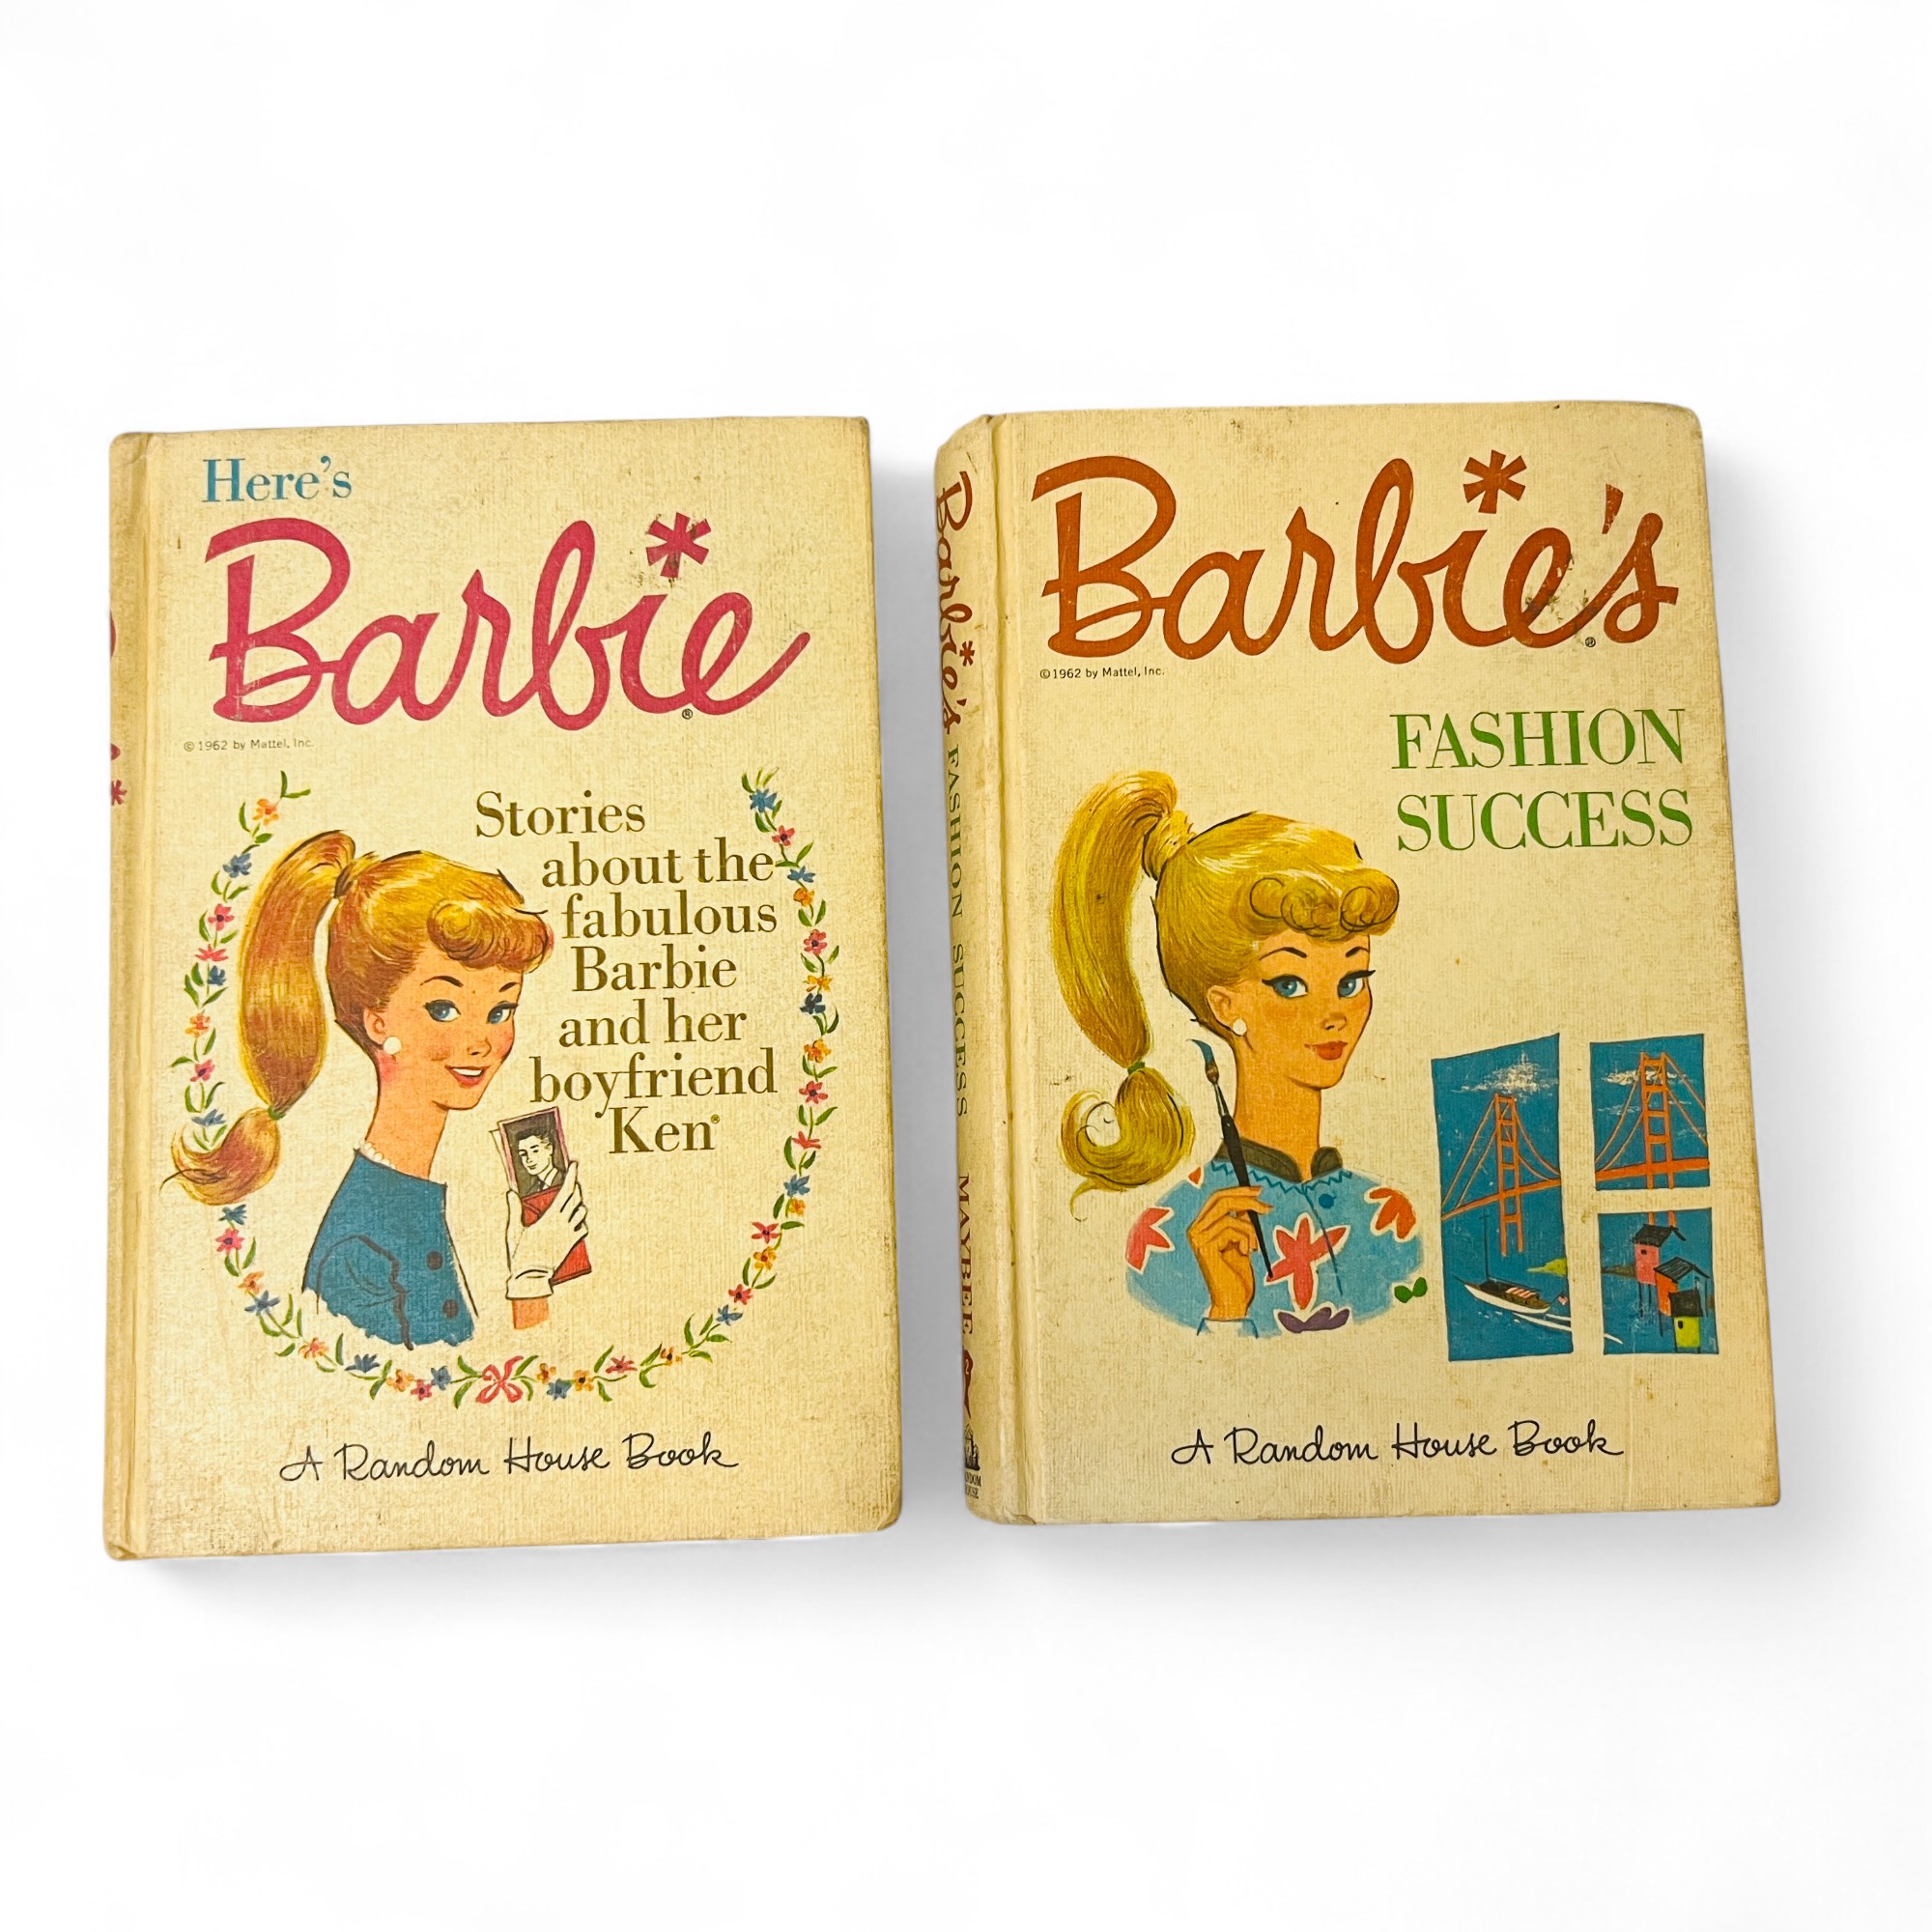 Here's
Barbie®
© 1962 by Mattel, Inc.
Stories
about the
fabulous
Barbie
and her
boyfriend
Ken®
A Random House Book
Barbie's FASHION SUCCESS MAYBEE
Barbie's®
© 1962 by Mattel, Inc.
FASHION
SUCCESS
A Random House Book